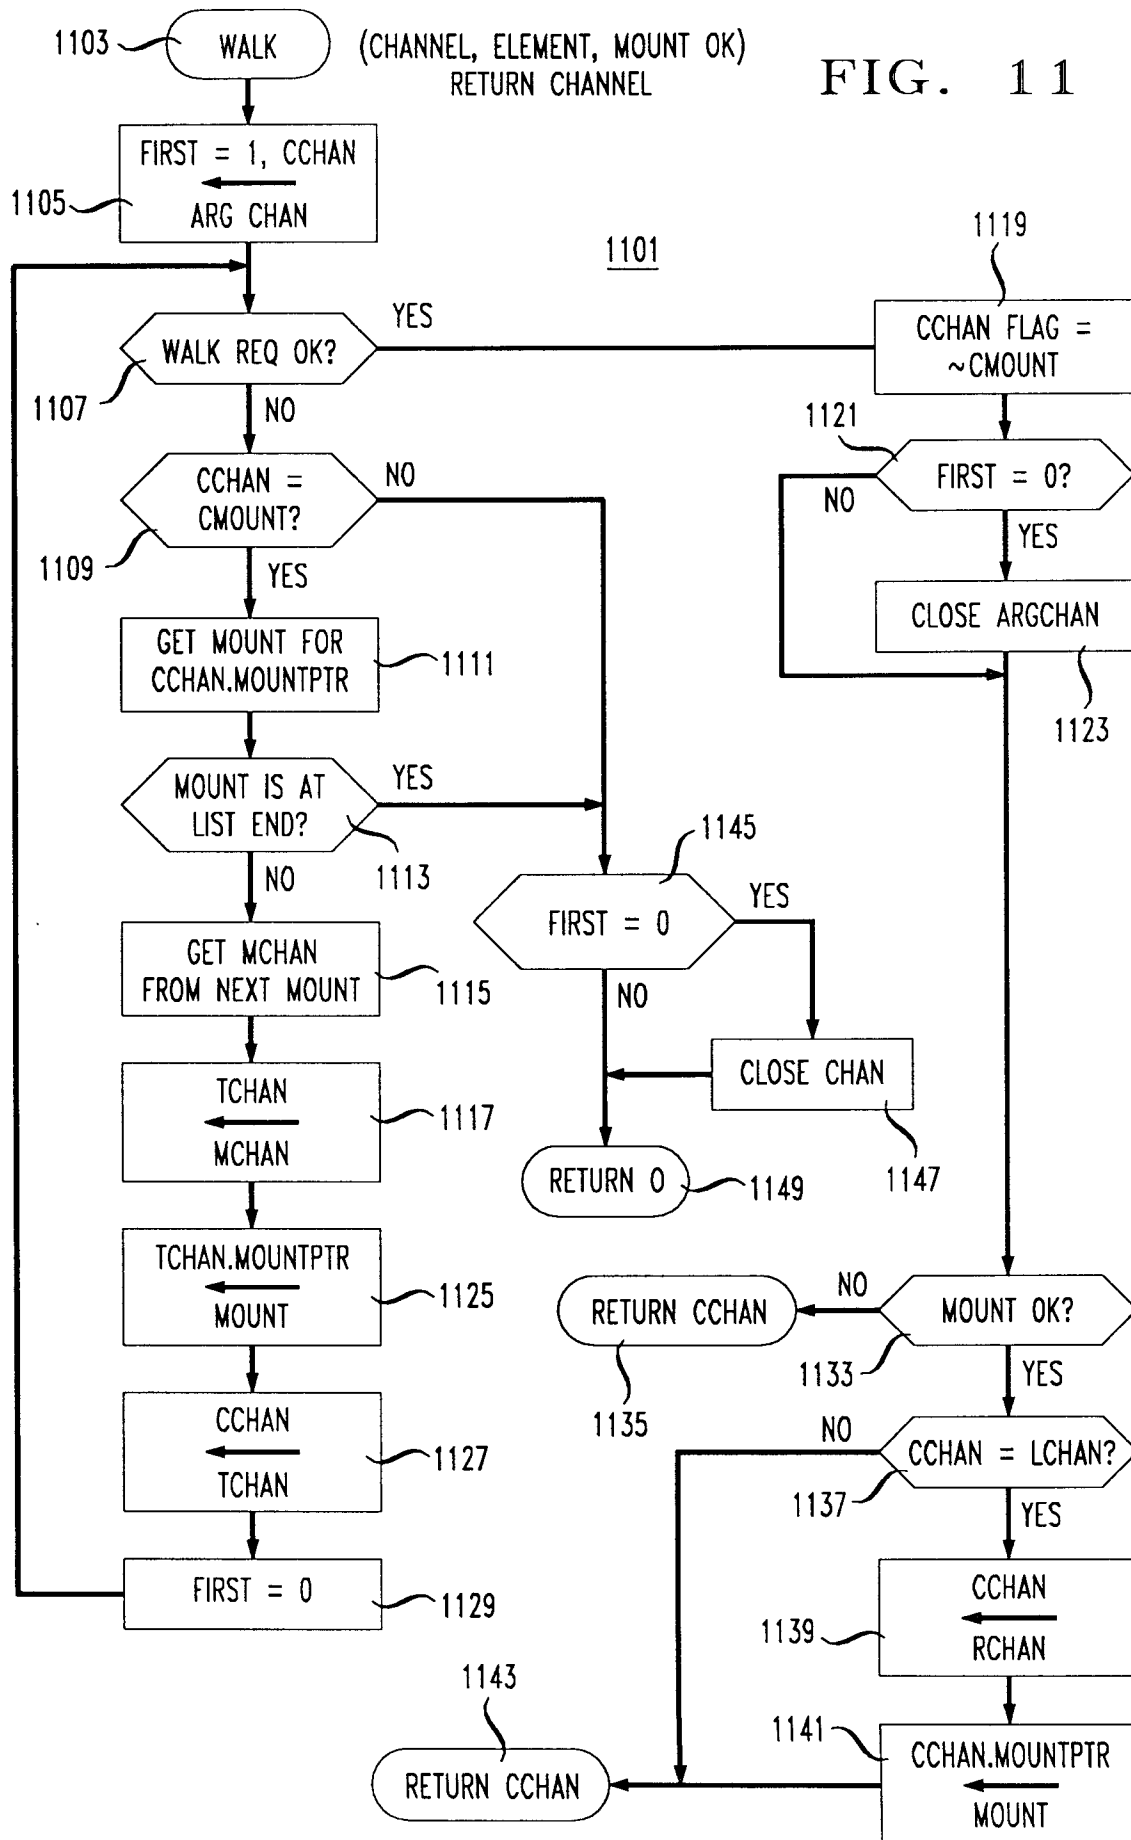 1103
WALK
(CHANNEL, ELEMENT, MOUNT OK)
RETURN CHANNEL
FIG. 11
FIRST = 1, CCHAN
ARG CHAN
1105
1101
1119
CCHAN FLAG =
~CMOUNT
YES
WALK REQ OK?
1107
NO
1121
FIRST = 0?
NO
YES
CCHAN =
CMOUNT?
NO
1109
YES
CLOSE ARGCHAN
1123
GET MOUNT FOR
CCHAN.MOUNTPTR
1111
MOUNT IS AT
LIST END?
YES
1113
NO
1145
FIRST = 0
YES
NO
GET MCHAN
FROM NEXT MOUNT
1115
CLOSE CHAN
1147
TCHAN
MCHAN
1117
RETURN 0
1149
TCHAN.MOUNTPTR
MOUNT
1125
RETURN CCHAN
1135
NO
MOUNT OK?
1133
YES
CCHAN
TCHAN
1127
NO
CCHAN = LCHAN?
1137
YES
FIRST = 0
1129
CCHAN
RCHAN
1139
1143
RETURN CCHAN
1141
CCHAN.MOUNTPTR
MOUNT